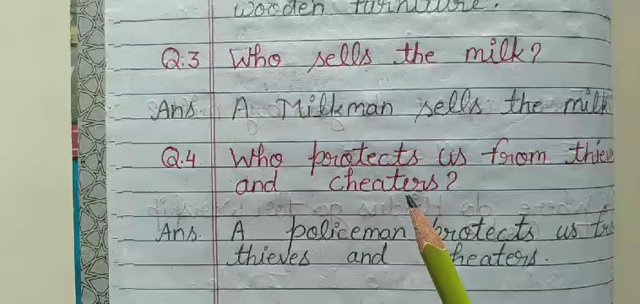 wooden furniture.
Q.3 Who sells the milk?
Ans A Milkman sells the milk
Q.4 Who protects us from thieves
and cheaters?
Ans. A policeman protects us
thieves and cheaters.